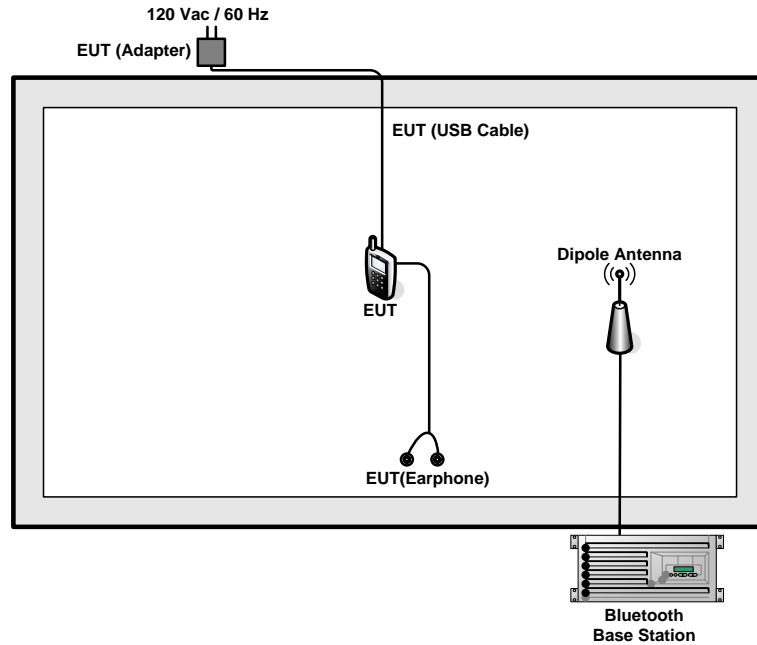 120 Vac / 60 Hz
EUT (Adapter)
EUT (USB Cable)
Dipole Antenna
EUT
EUT(Earphone)
Bluetooth
Base Station